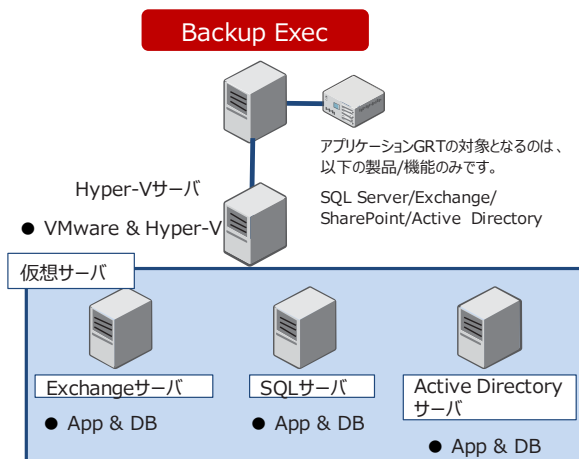 Backup Exec
アプリケーションGRTの対象となるのは、
以下の製品/機能のみです。
SQL Server/Exchange/
SharePoint/Active Directory
Hyper-Vサーバ
● VMware & Hyper-V
仮想サーバ
Exchangeサーバ
SQLサーバ
Active Directory
サーバ
● App & DB
● App & DB
● App & DB